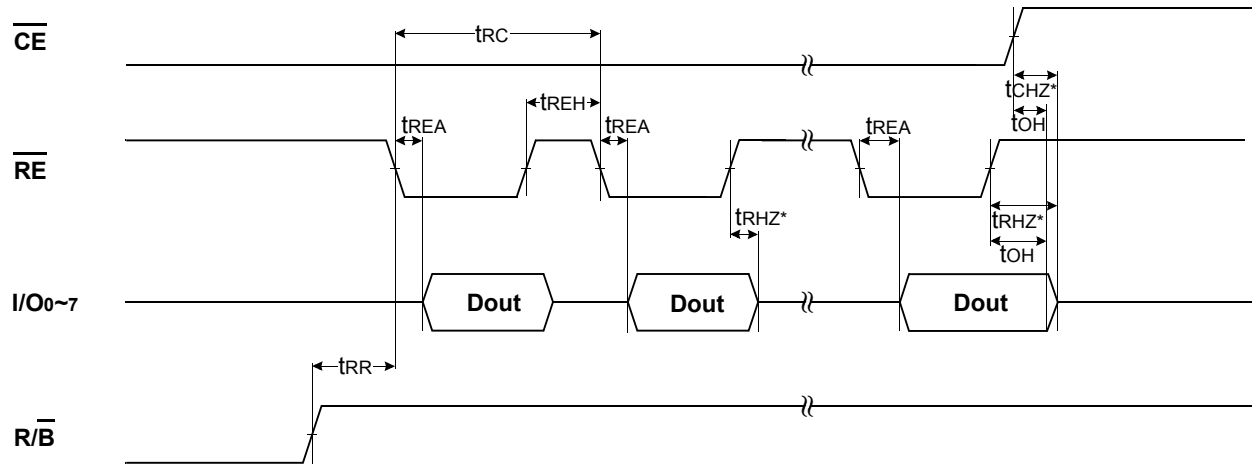 CE
tRC
tCHZ*
tREH
tOH
tREA
tREA
tREA
RE
tRHZ*
tRHZ*
tOH
I/O0~7
Dout
Dout
Dout
tRR
R/B